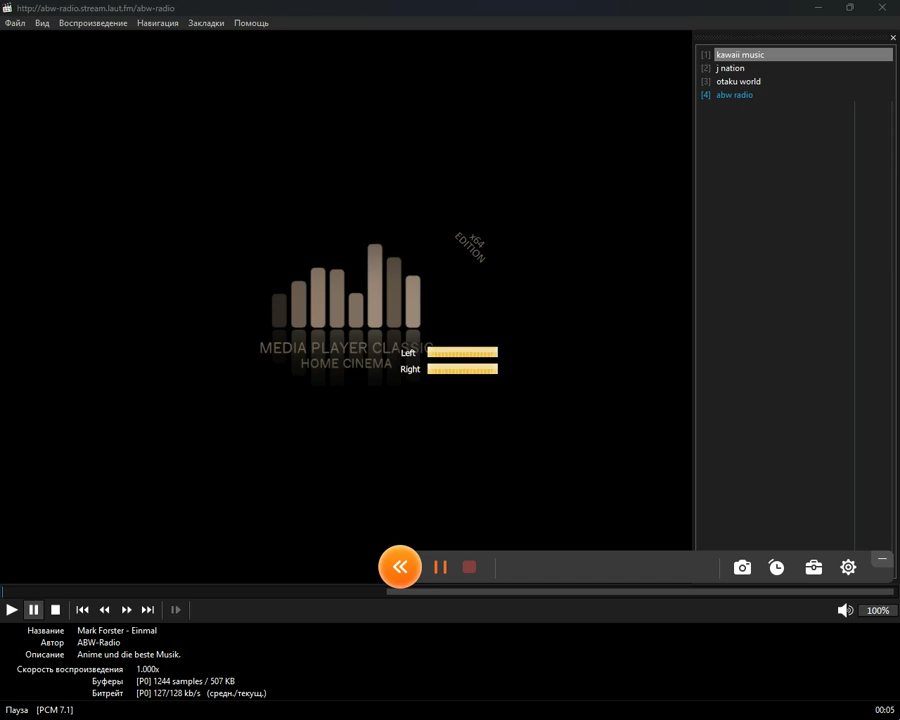 http://abw-radio.stream.laut.fm/abw-radio
Файл Вид Воспроизведение Навигация Закладки Помощь
[1] kawaii music
[2] j nation
[3] otaku world
[4] abw radio
x64
EDITION
MEDIA PLAYER CLASSIC
HOME CINEMA
Left
Right
100%
Название Mark Forster - Einmal
Автор ABW-Radio
Описание Anime und die beste Musik.
Скорость воспроизведения 1.000x
Буферы [P0] 1244 samples / 507 KB
Битрейт [P0] 127/128 kb/s (средн./текущ.)
Пауза [PCM 7.1] 00:05